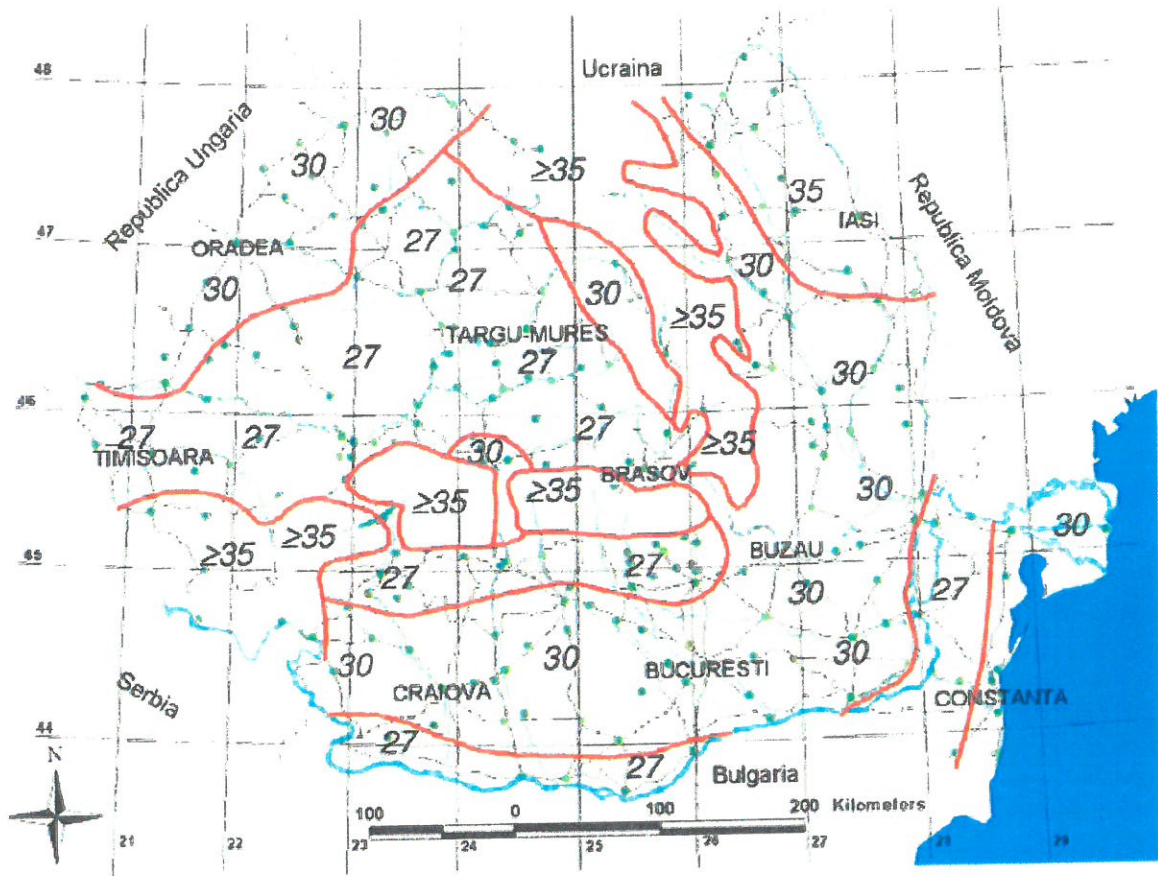 48
Ucraina
Republica Ungaria
30
30
≥35
35
Republica Moldova
IASI
47
ORADEA
27
30
30
27
30
≥35
TARGU-MURES
27
27
30
46
27
27
27
≥35
TIMISOARA
30
BRASOV
≥35
≥35
30
≥35
≥35
30
45
BUZAU
27
27
27
30
30
30
30
BUCURESTI
Serbia
CRAIOVA
CONSTANTA
44
N
27
27
Bulgaria
100 0 100 200 Kilometers
21 22 23 24 25 26 27 28 29